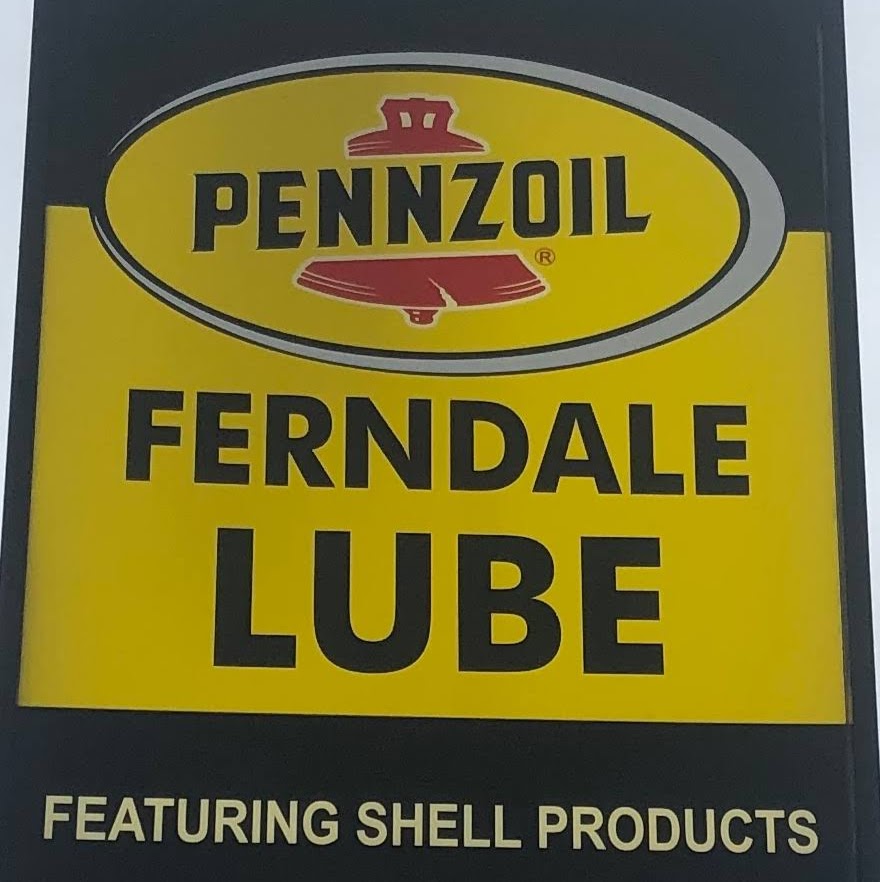 PENNZOIL®
FERNDALE
LUBE
FEATURING SHELL PRODUCTS